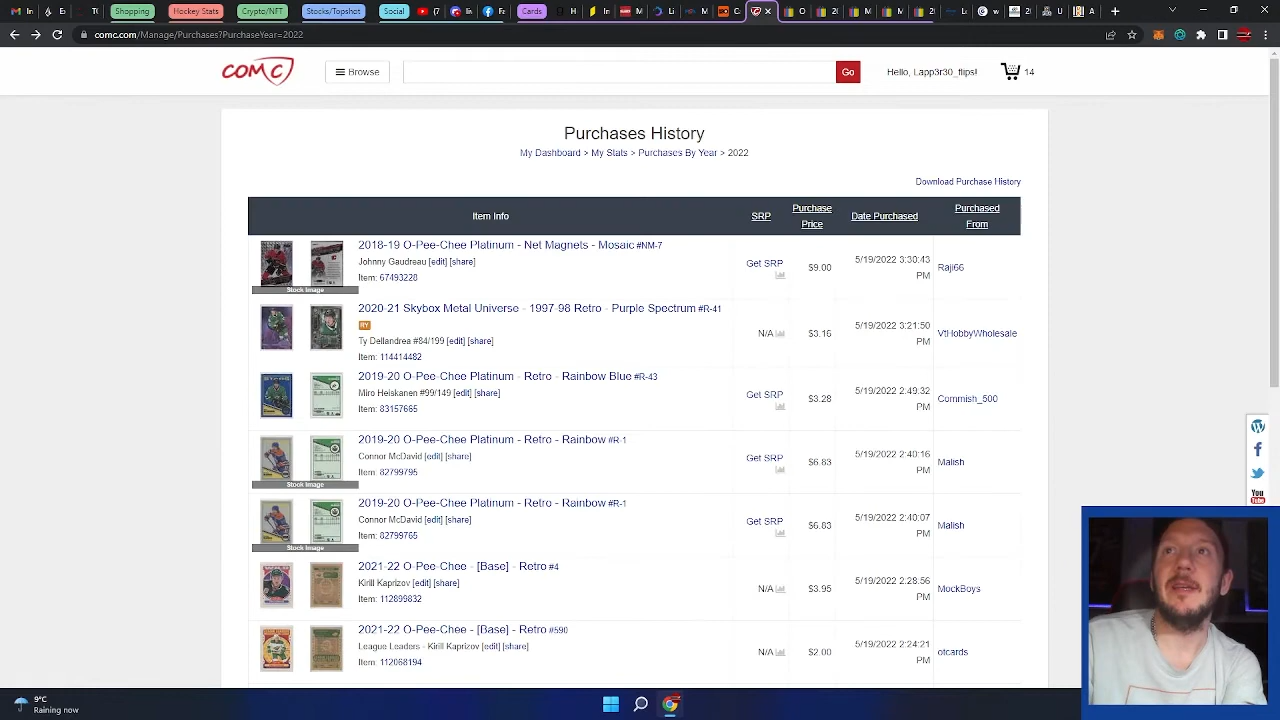 In
TI
Shopping
Hockey Stats
Crypto/NFT
Stocks/Topshot
Social
Cards
comc.com/Manage/Purchases?PurchaseYear=2022
COMC
Browse
Go
Hello, Lapp3r30_flips!
14
Purchases History
My Dashboard > My Stats > Purchases By Year > 2022
Download Purchase History
Item Info
SRP
Purchase
Price
Date Purchased
Purchased
From
2018-19 O-Pee-Chee Platinum - Net Magnets - Mosaic #NM-7
Johnny Gaudreau [edit] [share]
Item: 67493228
Stock Image
Get SRP
$9.00
5/19/2022 3:30:43
PM
Raji66
2020-21 Skybox Metal Universe - 1997-98 Retro - Purple Spectrum #R-41
RY
Ty Dellandrea #84/199 [edit] [share]
Item: 114414482
N/A
$3.16
5/19/2022 3:21:50
PM
VtHobbyWholesale
2019-20 O-Pee-Chee Platinum - Retro - Rainbow Blue #R-43
Miro Heiskanen #99/149 [edit] [share]
Item: 83157665
Get SRP
$3.28
5/19/2022 2:49:32
PM
Commish_500
2019-20 O-Pee-Chee Platinum - Retro - Rainbow #R-1
Connor McDavid [edit] [share]
Item: 82799795
Stock Image
Get SRP
$6.83
5/19/2022 2:40:16
PM
Malish
2019-20 O-Pee-Chee Platinum - Retro - Rainbow #R-1
Connor McDavid [edit] [share]
Item: 82799765
Stock Image
Get SRP
$6.83
5/19/2022 2:40:07
PM
Malish
2021-22 O-Pee-Chee - [Base] - Retro #4
Kirill Kaprizov [edit] [share]
Item: 112899832
N/A
$3.95
5/19/2022 2:28:56
PM
MockBoys
2021-22 O-Pee-Chee - [Base] - Retro #590
League Leaders - Kirill Kaprizov [edit] [share]
Item: 112068194
N/A
$2.00
5/19/2022 2:24:21
PM
otcards
You
Tube
9°C
Raining now